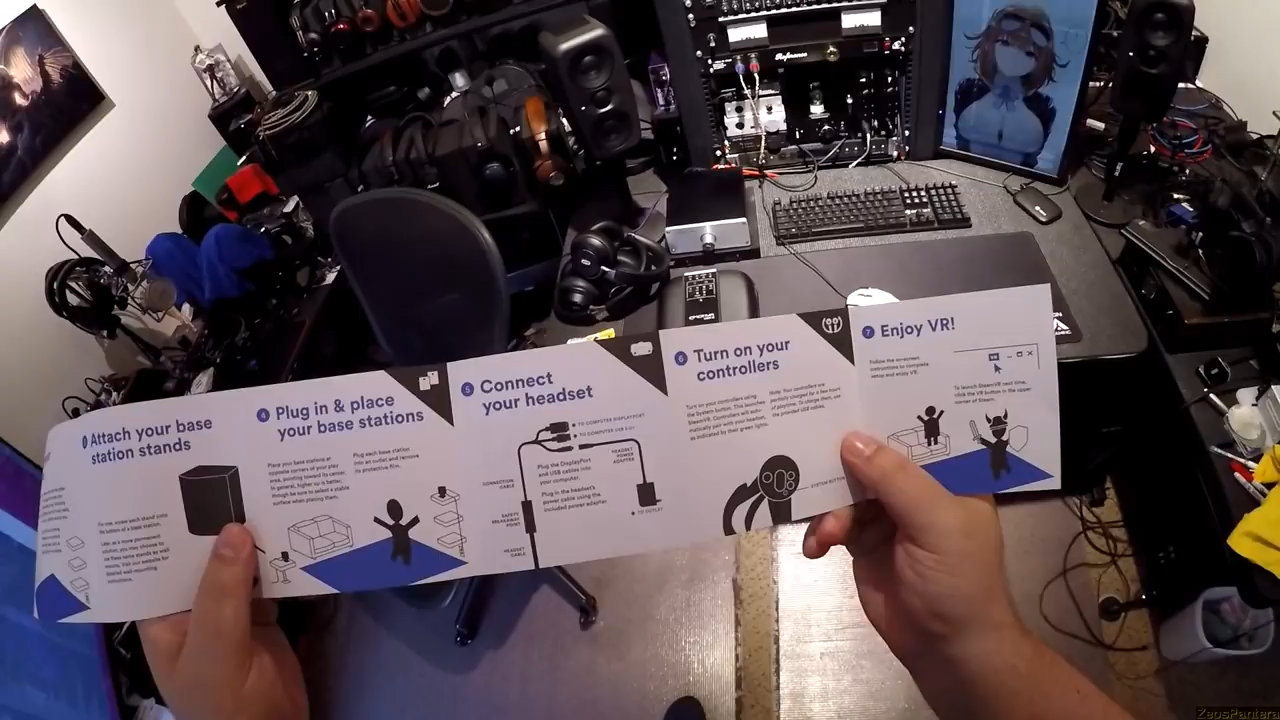 Attach your base
station stands
4 Plug in & place
your base stations
Place your base stations at
opposite corners of your play
area, pointing toward its center.
In general, higher is better,
though be sure to select a stable
surface when placing them.
Plug each base station
into an outlet and remove
its protective film.
5 Connect
your headset
TO COMPUTER DISPLAYPORT
TO COMPUTER USB 3.0+
HEADSET
POWER
ADAPTER
Plug the DisplayPort
and USB cables into
your computer.
Plug in the headset's
power cable using the
included power adapter.
CONNECTION
CABLE
SAFETY
BREAKAWAY
POINT
HEADSET
CABLE
TO OUTLET
6 Turn on your
controllers
Turn on your controllers using
the System button. This launches
SteamVR. Controllers will auto-
matically pair with your headset,
as indicated by their green lights.
Note: Your controllers are
partially charged for a few hours
of playtime. To charge them, use
the provided USB cables.
SYSTEM BUTTON
7 Enjoy VR!
Follow the on-screen
instructions to complete
setup and enjoy VR.
VR
To launch SteamVR next time,
click the VR button in the upper
corner of Steam.
Reference
ZeosPantera